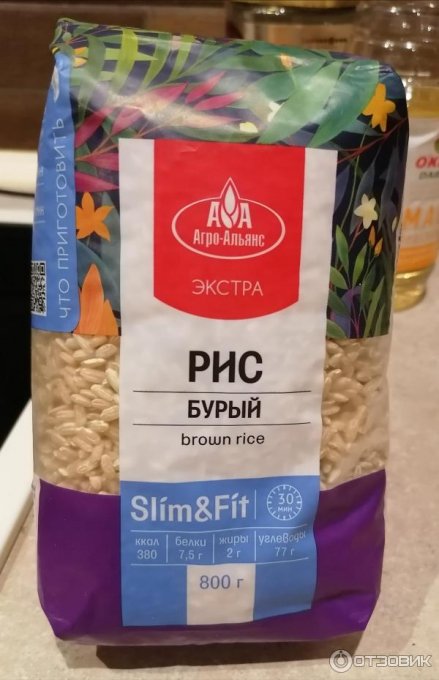 ЧТО ПРИГОТОВИТЬ
АА
Агро-Альянс
ЭКСТРА
РИС
БУРЫЙ
brown rice
Slim&Fit
30
МИН
ккал белки жиры углеводы
380 7,5 г 2 г 77 г
800 г
ОТЗОВИК